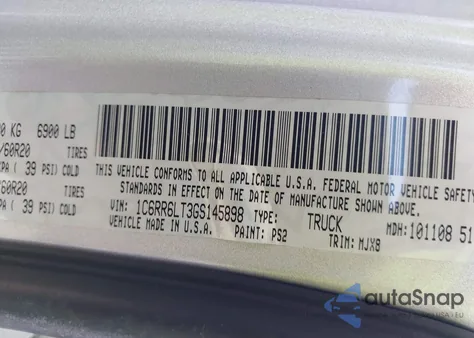 0 KG 6900 LB
/60R20 TIRES
PA ( 39 PSI) COLD
60R20 TIRES
PA ( 39 PSI) COLD
THIS VEHICLE CONFORMS TO ALL APPLICABLE U.S.A. FEDERAL MOTOR VEHICLE SAFETY
STANDARDS IN EFFECT ON THE DATE OF MANUFACTURE SHOWN ABOVE.
VIN: 1C6RR6LT3GS145898 TYPE: TRUCK MDH: 101108 51
VEHICLE MADE IN U.S.A. PAINT: PS2 TRIM: MJX8
autoSnap